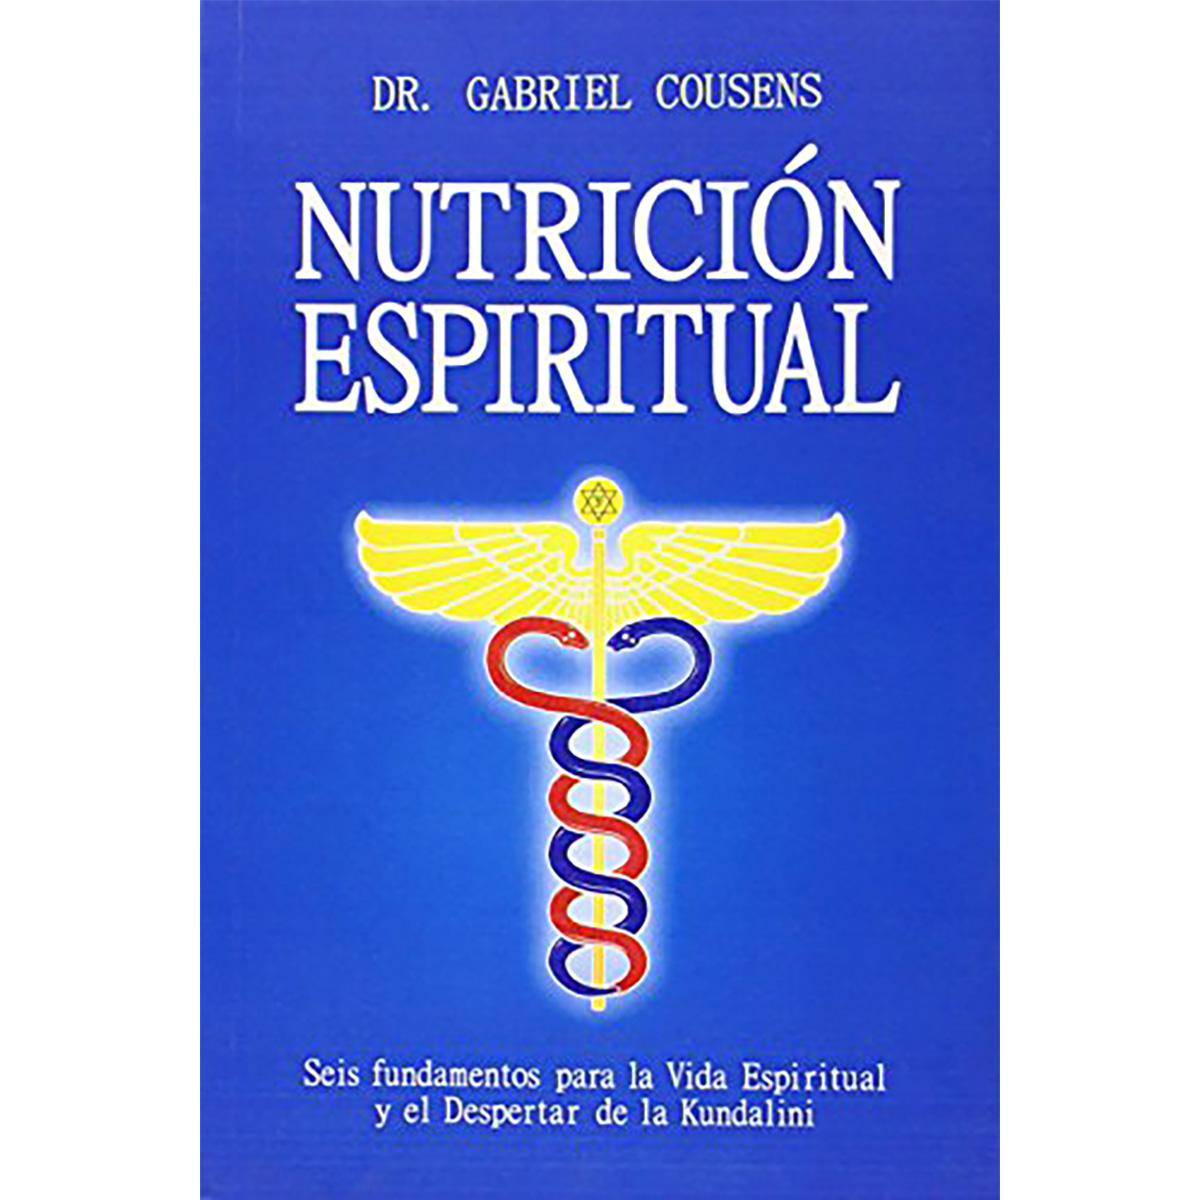 DR. GABRIEL COUSENS
NUTRICIÓN
ESPIRITUAL
Seis fundamentos para la Vida Espiritual
y el Despertar de la Kundalini